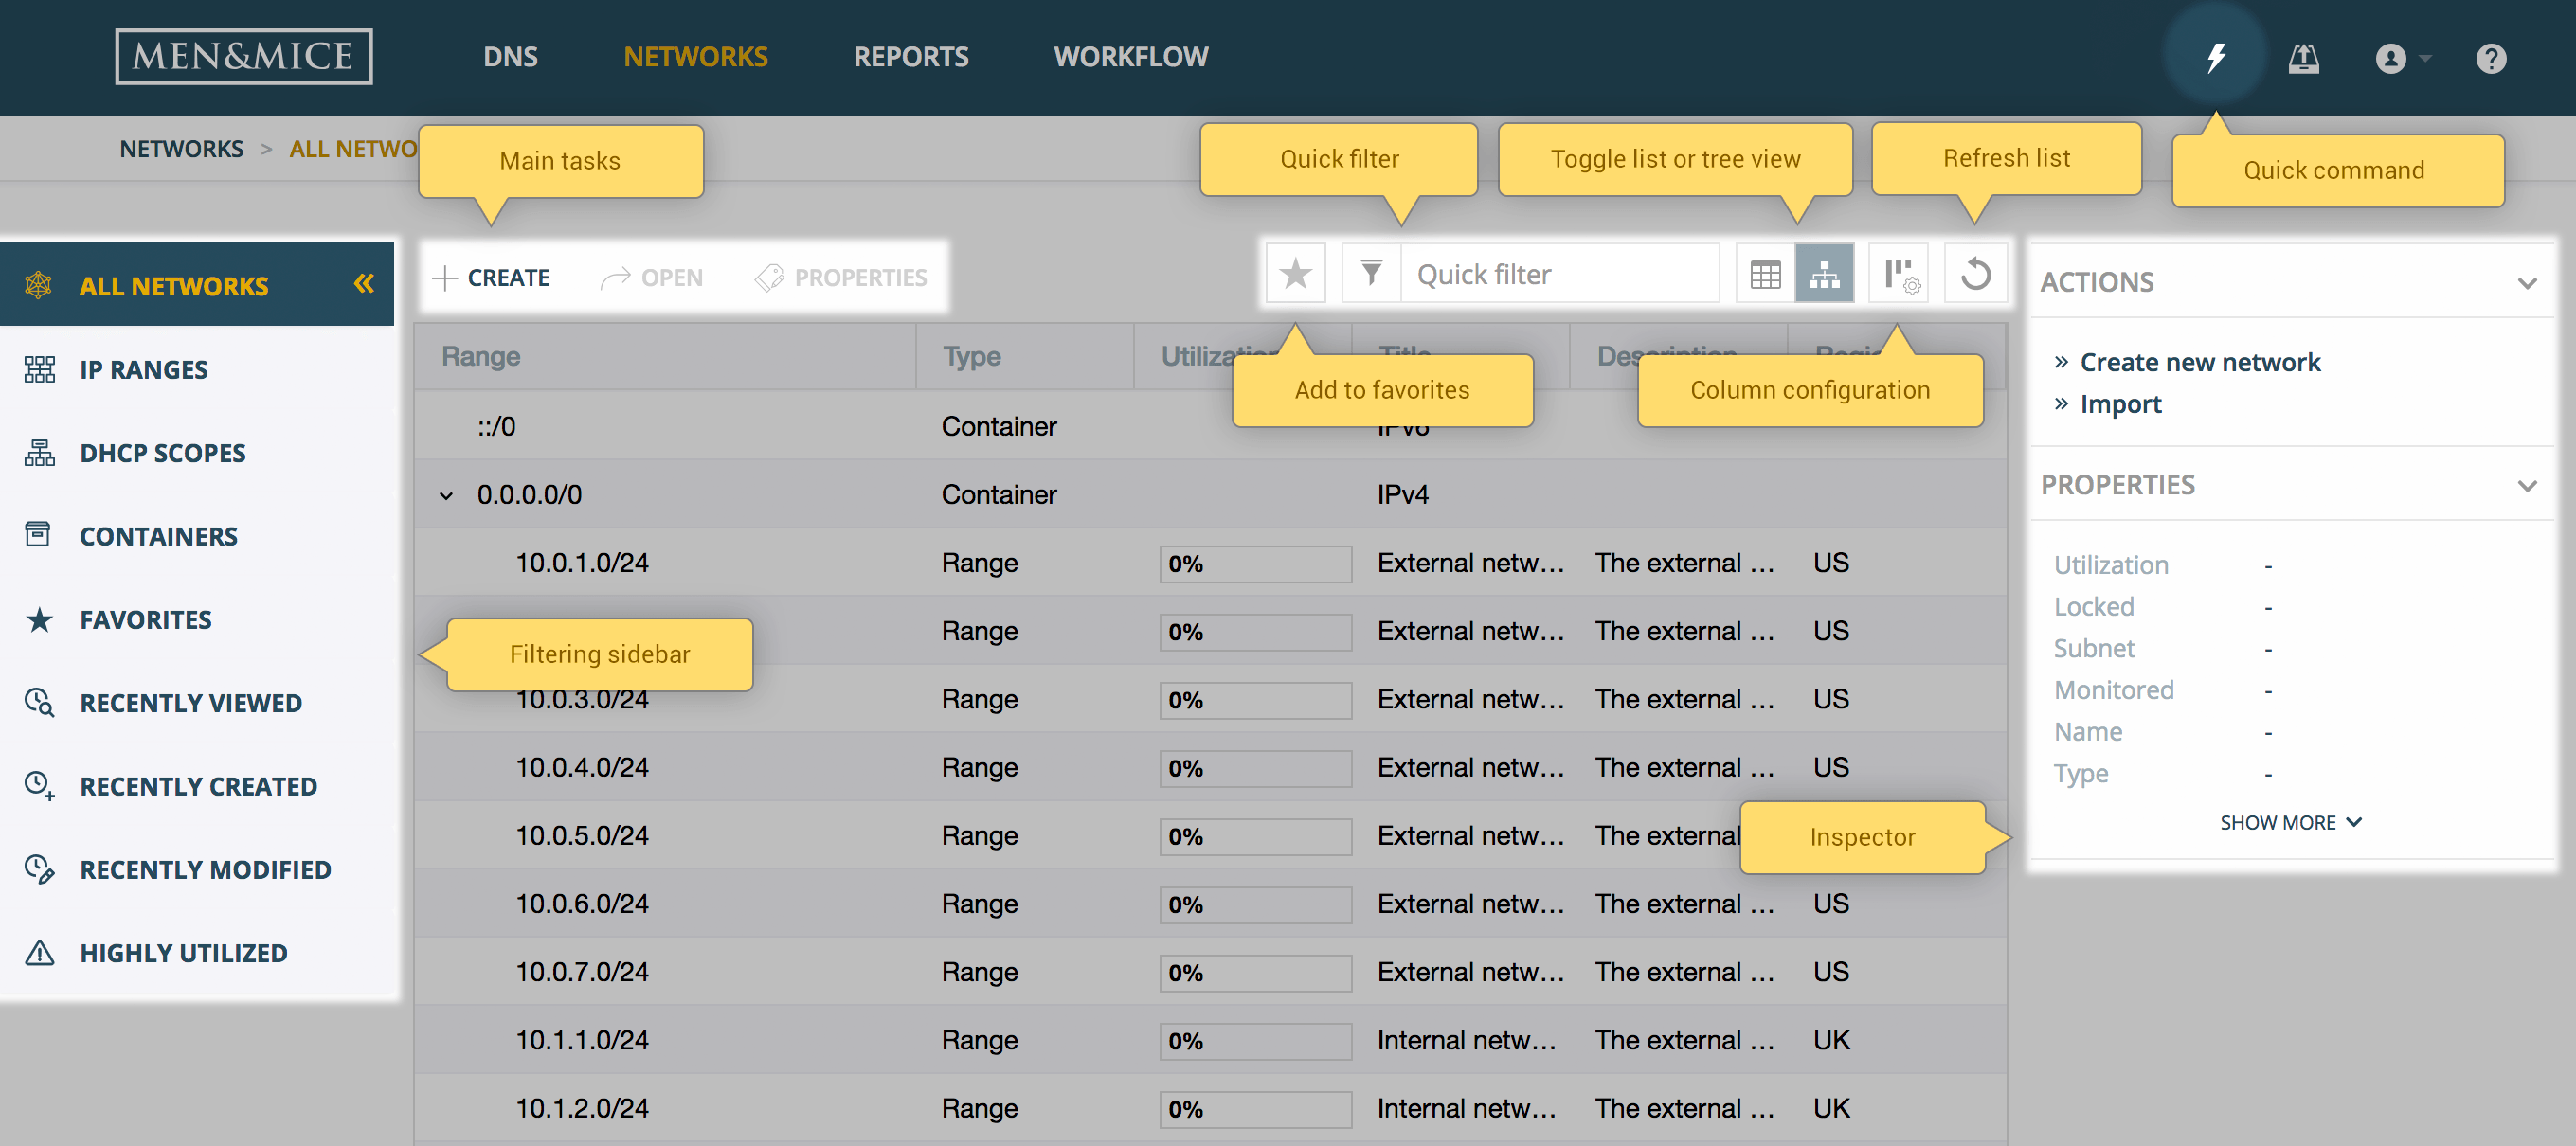 MEN&MICE
DNS
NETWORKS
REPORTS
WORKFLOW
NETWORKS > ALL NETWO
Main tasks
Quick filter
Toggle list or tree view
Refresh list
Quick command
ALL NETWORKS
IP RANGES
DHCP SCOPES
CONTAINERS
FAVORITES
RECENTLY VIEWED
RECENTLY CREATED
RECENTLY MODIFIED
HIGHLY UTILIZED
Filtering sidebar
CREATE
OPEN
PROPERTIES
Quick filter
Add to favorites
Column configuration
Range Type
::/0 Container IPv6
0.0.0.0/0 Container IPv4
10.0.1.0/24 Range 0% External netw... The external ... US
Range 0% External netw... The external ... US
10.0.3.0/24 Range 0% External netw... The external ... US
10.0.4.0/24 Range 0% External netw... The external ... US
10.0.5.0/24 Range 0% External netw... The external
10.0.6.0/24 Range 0% External netw... The external ... US
10.0.7.0/24 Range 0% External netw... The external ... US
10.1.1.0/24 Range 0% Internal netw... The external ... UK
10.1.2.0/24 Range 0% Internal netw... The external ... UK
Inspector
ACTIONS
» Create new network
» Import
PROPERTIES
Utilization -
Locked -
Subnet -
Monitored -
Name -
Type -
SHOW MORE